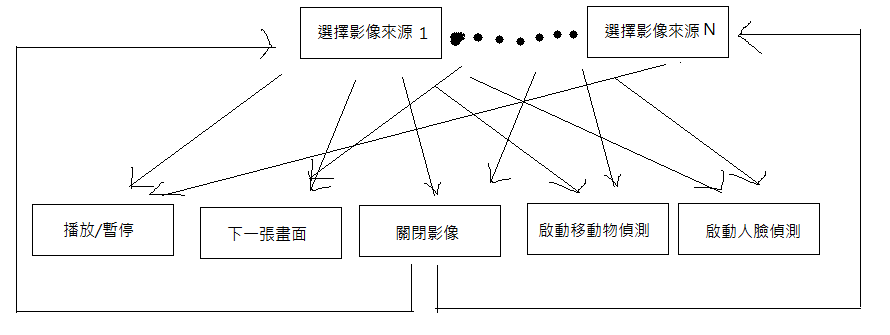 選擇影像來源 1
選擇影像來源 N
播放/暫停
下一張畫面
關閉影像
啟動移動物偵測
啟動人臉偵測